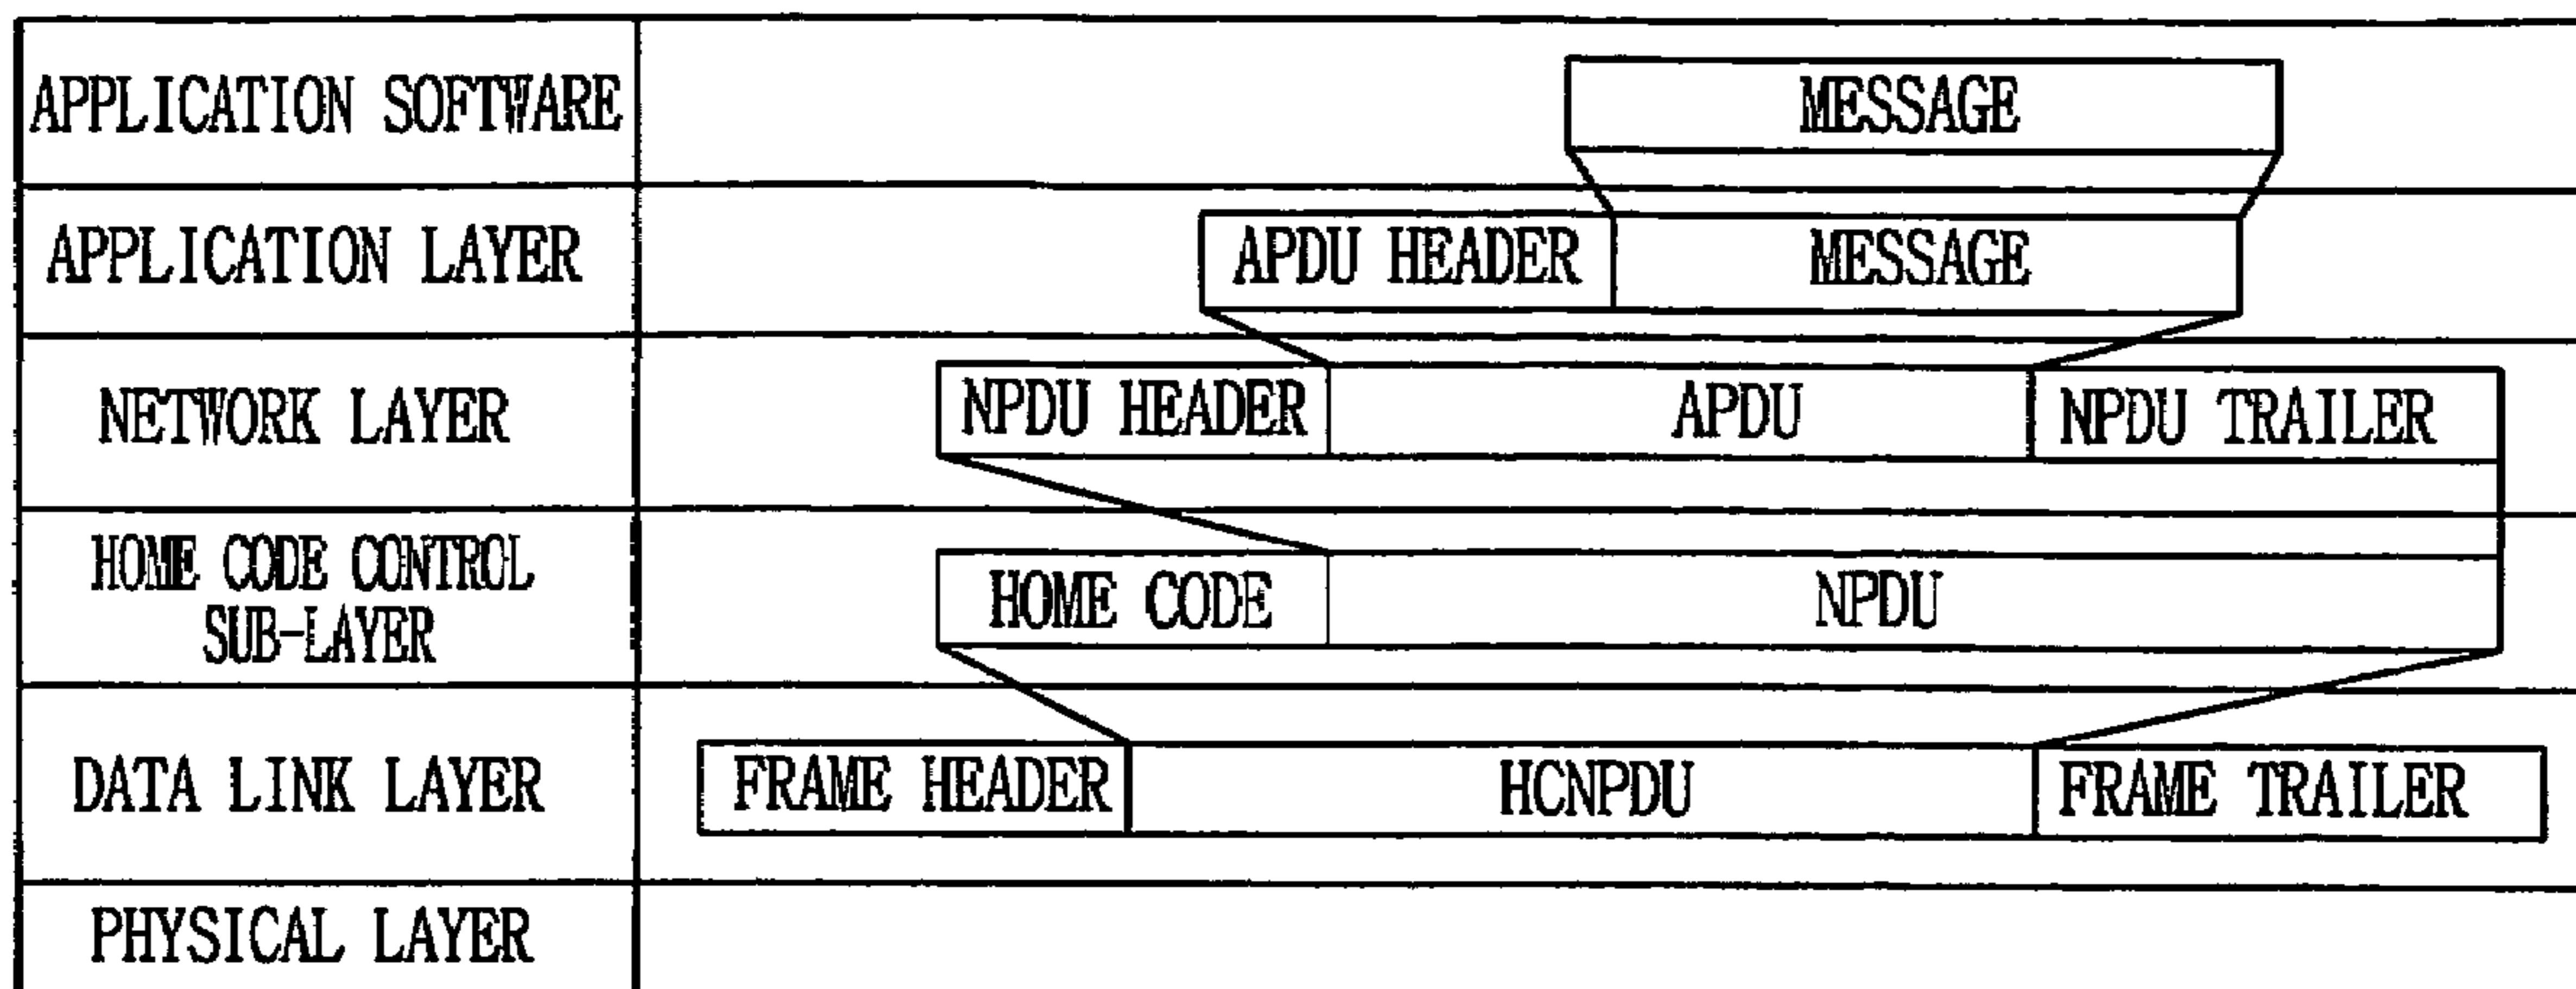 APPLICATION SOFTWARE
MESSAGE
APPLICATION LAYER
APDU HEADER
MESSAGE
NETWORK LAYER
NPDU HEADER
APDU
NPDU TRAILER
HOME CODE CONTROL
SUB-LAYER
HOME CODE
NPDU
DATA LINK LAYER
FRAME HEADER
HCNPDU
FRAME TRAILER
PHYSICAL LAYER